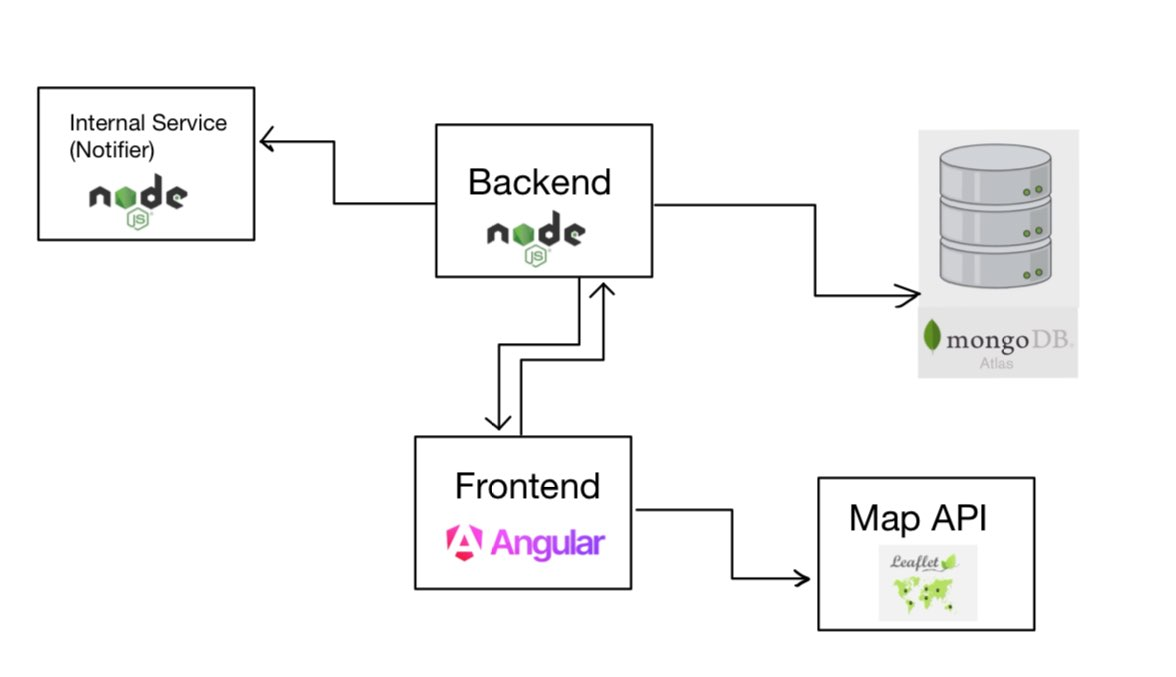 Internal Service
(Notifier)
node
JS
Backend
node
JS
mongoDB
Atlas
Frontend
Angular
Map API
Leaflet